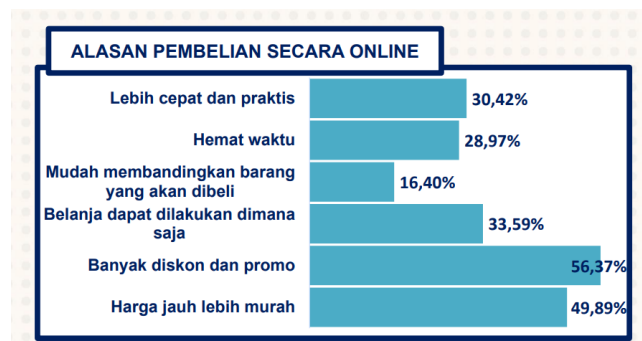 ALASAN PEMBELIAN SECARA ONLINE
Lebih cepat dan praktis
30,42%
Hemat waktu
28,97%
Mudah membandingkan barang
yang akan dibeli
16,40%
Belanja dapat dilakukan dimana
saja
33,59%
Banyak diskon dan promo
56,37%
Harga jauh lebih murah
49,89%